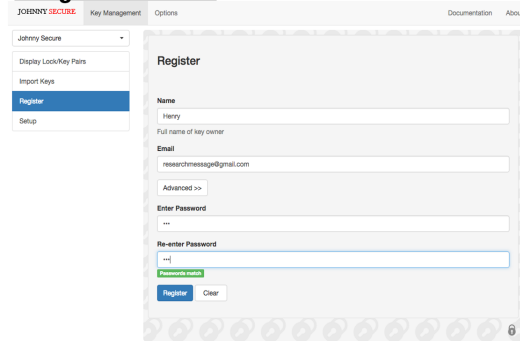 JOHNNY SECURE Key Management Options Documentation Abou
Johnny Secure
Display Lock/Key Pairs
Import Keys
Register
Setup
Register
Name
Henry
Full name of key owner
Email
researchmessage@gmail.com
Advanced >>
Enter Password
•••
Re-enter Password
•••
Passwords match
Register Clear